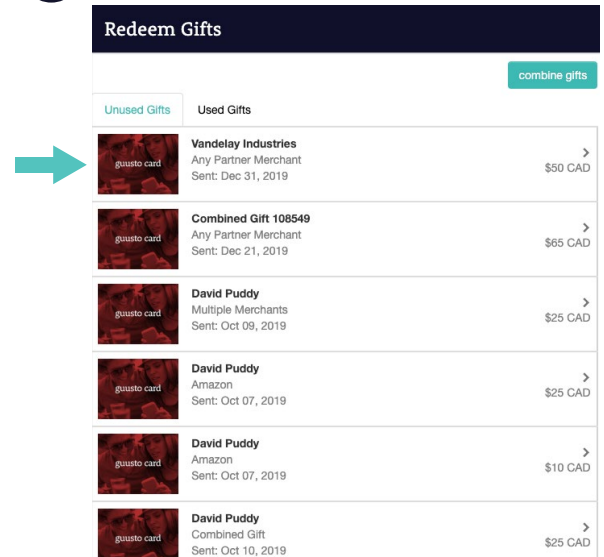 Redeem Gifts
combine gifts
Unused Gifts Used Gifts
guusto card
Vandelay Industries
Any Partner Merchant
Sent: Dec 31, 2019
$50 CAD
guusto card
Combined Gift 108549
Any Partner Merchant
Sent: Dec 21, 2019
$65 CAD
guusto card
David Puddy
Multiple Merchants
Sent: Oct 09, 2019
$25 CAD
guusto card
David Puddy
Amazon
Sent: Oct 07, 2019
$25 CAD
guusto card
David Puddy
Amazon
Sent: Oct 07, 2019
$10 CAD
guusto card
David Puddy
Combined Gift
Sent: Oct 10, 2019
$25 CAD